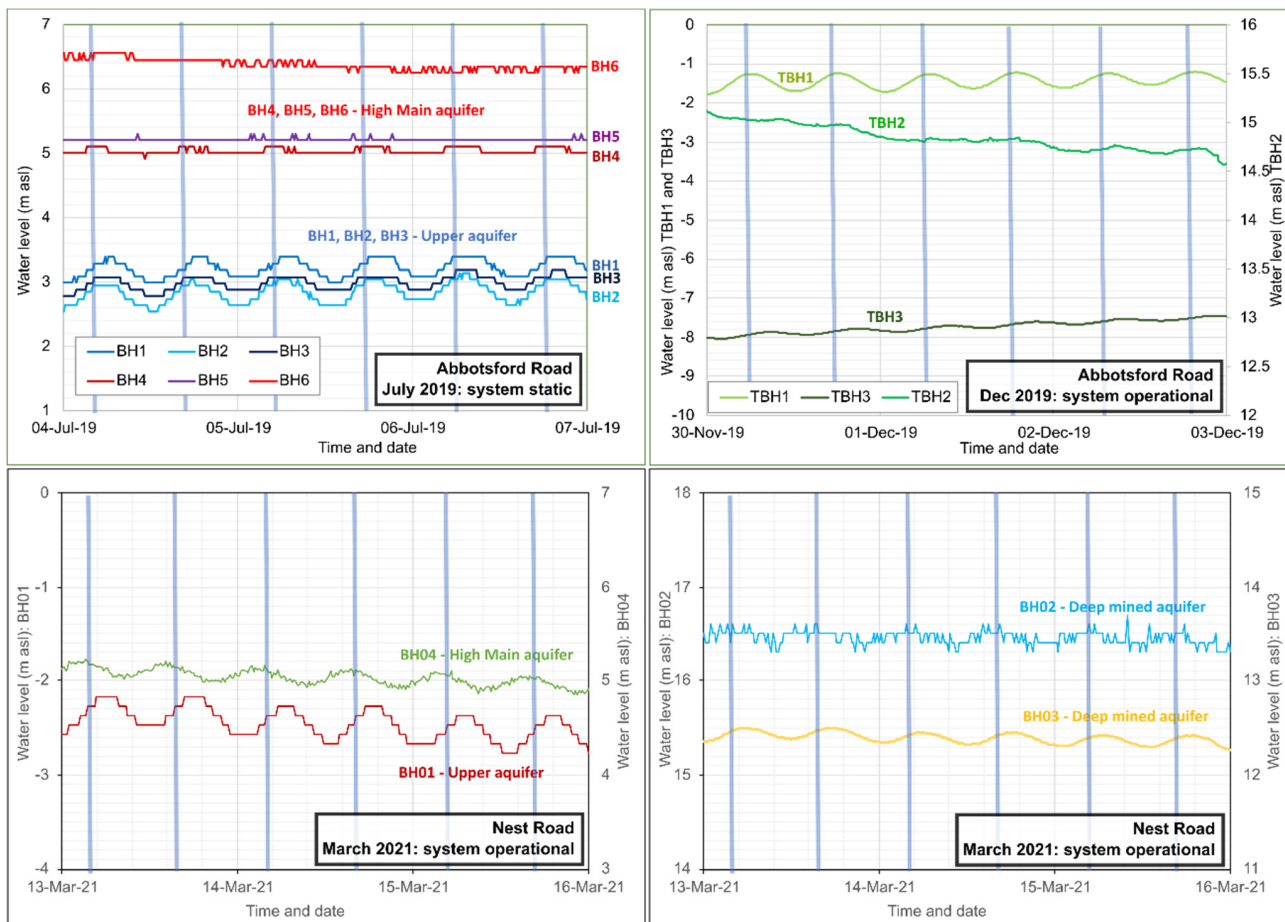 Water level (m asl)
7
6
5
4
3
2
1
BH6
BH4, BH5, BH6 - High Main aquifer
BH5
BH4
BH1, BH2, BH3 - Upper aquifer
BH1
BH3
BH2
BH1 BH2 BH3
BH4 BH5 BH6
Abbotsford Road
July 2019: system static
04-Jul-19 05-Jul-19 06-Jul-19 07-Jul-19
Time and date
Water level (m asl) TBH1 and TBH3
0
-1
-2
-3
-4
-5
-6
-7
-8
-9
-10
TBH1
TBH2
TBH3
TBH1 TBH3 TBH2
Abbotsford Road
Dec 2019: system operational
16
15.5
15
14.5
14
13.5
13
12.5
12
Water level (m asl) TBH2
30-Nov-19 01-Dec-19 02-Dec-19 03-Dec-19
Time and date
Water level (m asl): BH01
0
-1
-2
-3
-4
BH04 - High Main aquifer
BH01 - Upper aquifer
Nest Road
March 2021: system operational
7
6
5
4
3
Water level (m asl): BH04
13-Mar-21 14-Mar-21 15-Mar-21 16-Mar-21
Time and date
Water level (m asl): BH02
18
17
16
15
14
BH02 - Deep mined aquifer
BH03 - Deep mined aquifer
Nest Road
March 2021: system operational
15
14
13
12
11
Water level (m asl): BH03
13-Mar-21 14-Mar-21 15-Mar-21 16-Mar-21
Time and date